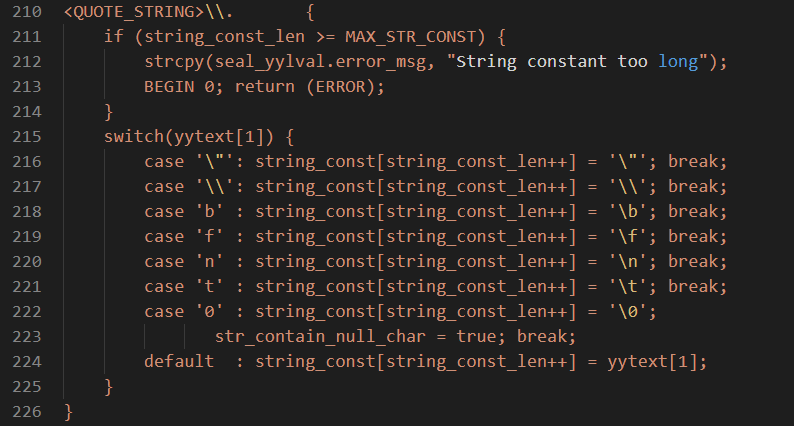 210 <QUOTE_STRING>\\.       {
211     if (string_const_len >= MAX_STR_CONST) {
212         strcpy(seal_yylval.error_msg, "String constant too long");
213         BEGIN 0; return (ERROR);
214     }
215     switch(yytext[1]) {
216         case '\"': string_const[string_const_len++] = '\"'; break;
217         case '\\': string_const[string_const_len++] = '\\'; break;
218         case 'b' : string_const[string_const_len++] = '\b'; break;
219         case 'f' : string_const[string_const_len++] = '\f'; break;
220         case 'n' : string_const[string_const_len++] = '\n'; break;
221         case 't' : string_const[string_const_len++] = '\t'; break;
222         case '0' : string_const[string_const_len++] = '\0';
223                    str_contain_null_char = true; break;
224         default  : string_const[string_const_len++] = yytext[1];
225     }
226 }